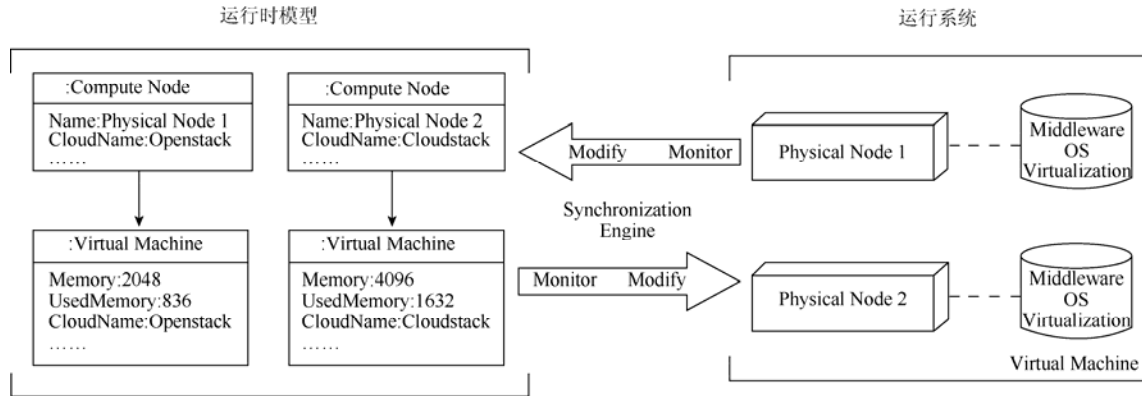 运行时模型
运行系统
:Compute Node
Name:Physical Node 1
CloudName:Openstack
……
:Compute Node
Name:Physical Node 2
CloudName:Cloudstack
……
:Virtual Machine
Memory:2048
UsedMemory:836
CloudName:Openstack
……
:Virtual Machine
Memory:4096
UsedMemory:1632
CloudName:Cloudstack
……
Modify Monitor
Synchronization
Engine
Monitor Modify
Physical Node 1
Middleware
OS
Virtualization
Physical Node 2
Middleware
OS
Virtualization
Virtual Machine